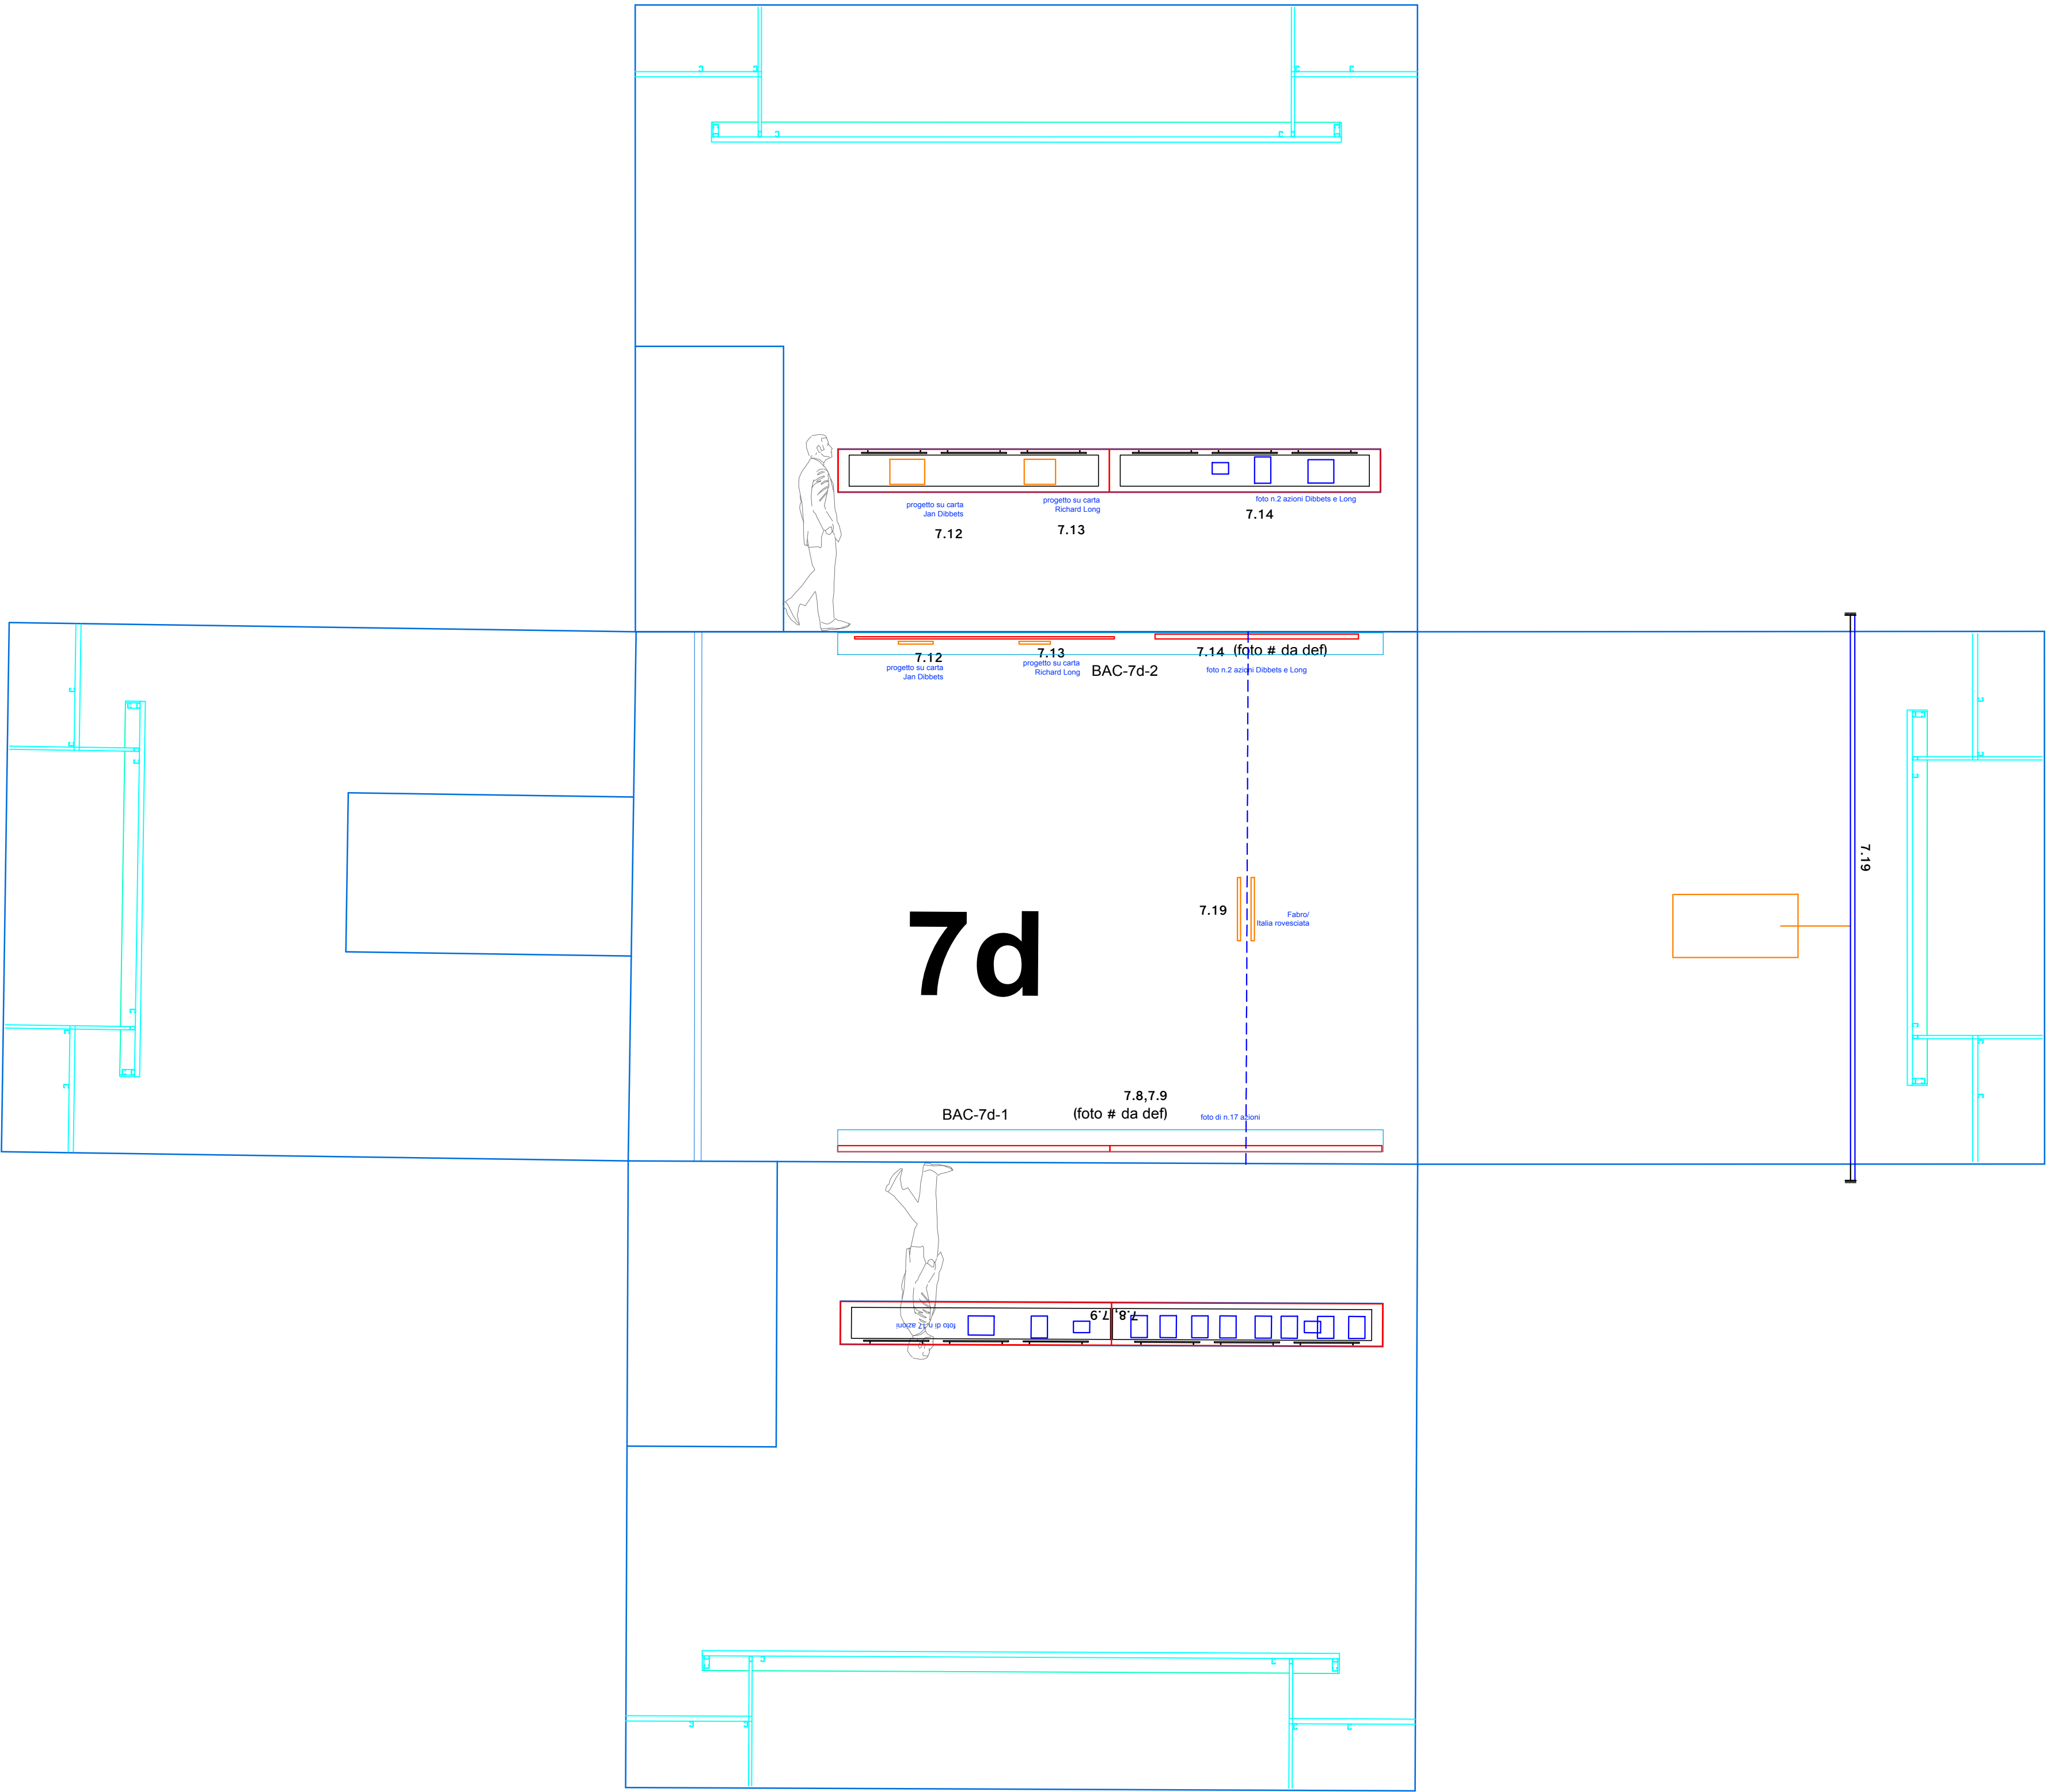 progetto su carta
Jan Dibbets
7.12
progetto su carta
Richard Long
7.13
foto n.2 azioni Dibbets e Long
7.14
7.12
progetto su carta
Jan Dibbets
7.13
progetto su carta
Richard Long
BAC-7d-2
7.14 (foto # da def)
foto n.2 azioni Dibbets e Long
7.19
7d
7.19
Fabro/
Italia rovesciata
7.8,7.9
BAC-7d-1
(foto # da def)
foto di n.17 azioni
7.8,7.9
foto di n.17 azioni